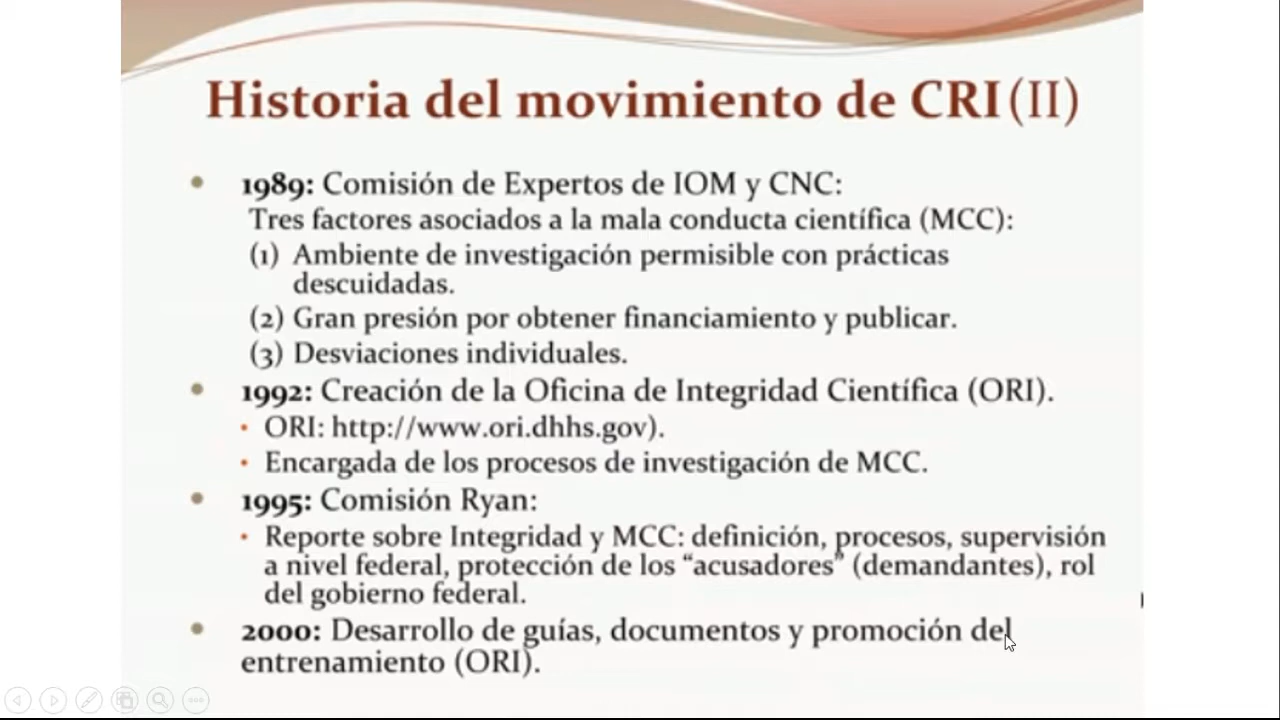 Historia del movimiento de CRI (II)
1989: Comisión de Expertos de IOM y CNC:
Tres factores asociados a la mala conducta científica (MCC):
(1) Ambiente de investigación permisible con prácticas
descuidadas.
(2) Gran presión por obtener financiamiento y publicar.
(3) Desviaciones individuales.
1992: Creación de la Oficina de Integridad Científica (ORI).
ORI: http://www.ori.dhhs.gov).
Encargada de los procesos de investigación de MCC.
1995: Comisión Ryan:
Reporte sobre Integridad y MCC: definición, procesos, supervisión
a nivel federal, protección de los “acusadores” (demandantes), rol
del gobierno federal.
2000: Desarrollo de guías, documentos y promoción del
entrenamiento (ORI).